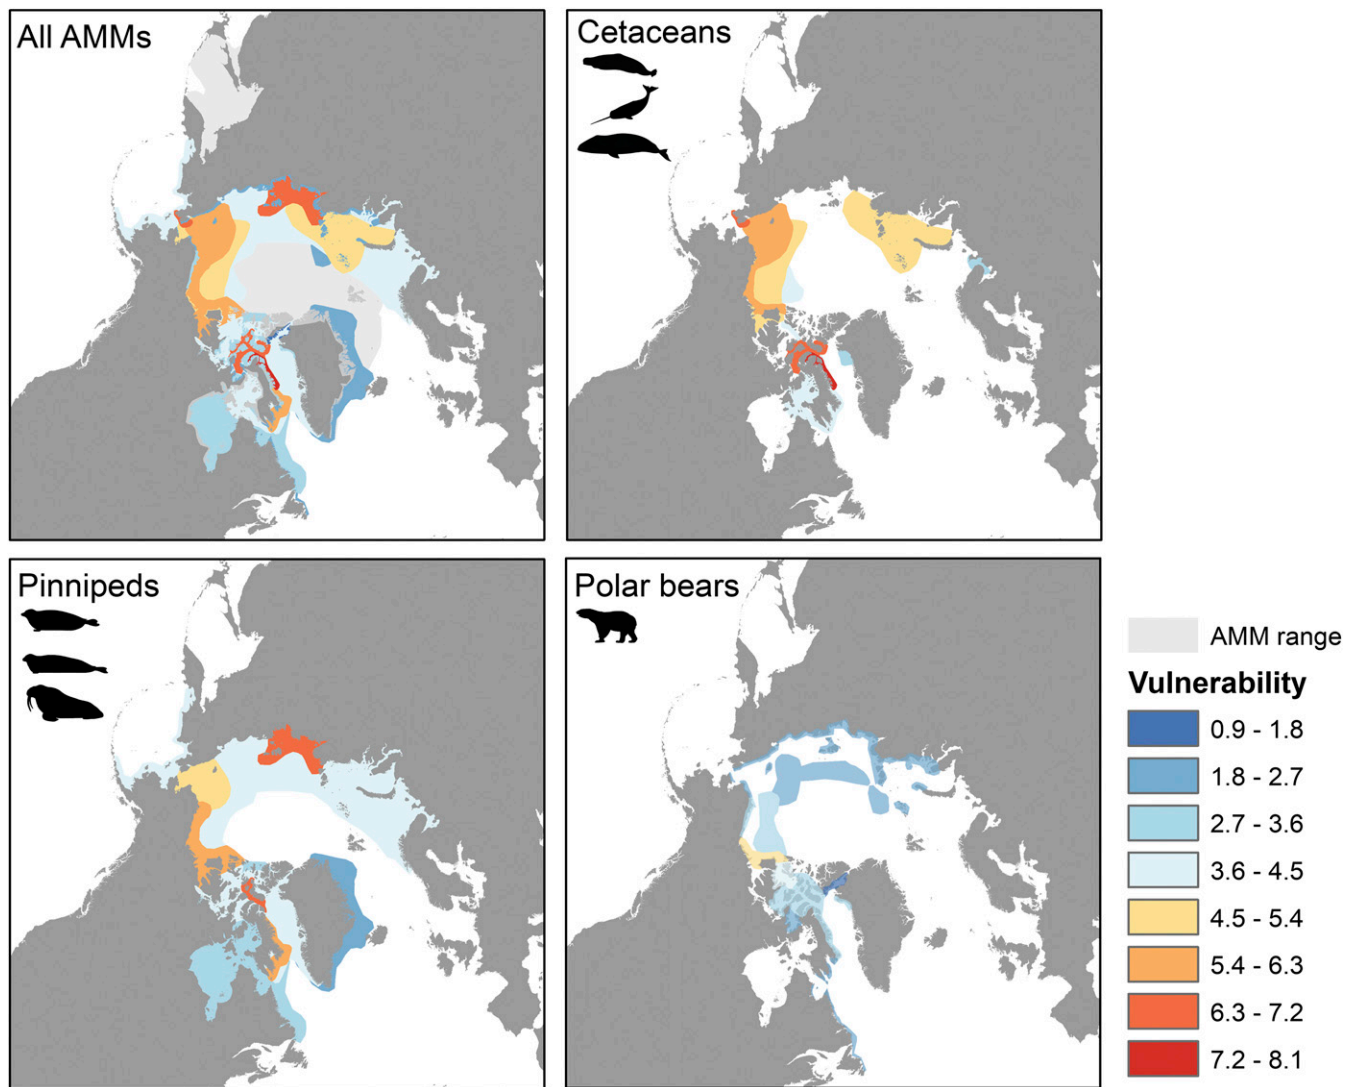 All AMMs
Cetaceans
Pinnipeds
Polar bears
AMM range
Vulnerability
0.9 - 1.8
1.8 - 2.7
2.7 - 3.6
3.6 - 4.5
4.5 - 5.4
5.4 - 6.3
6.3 - 7.2
7.2 - 8.1